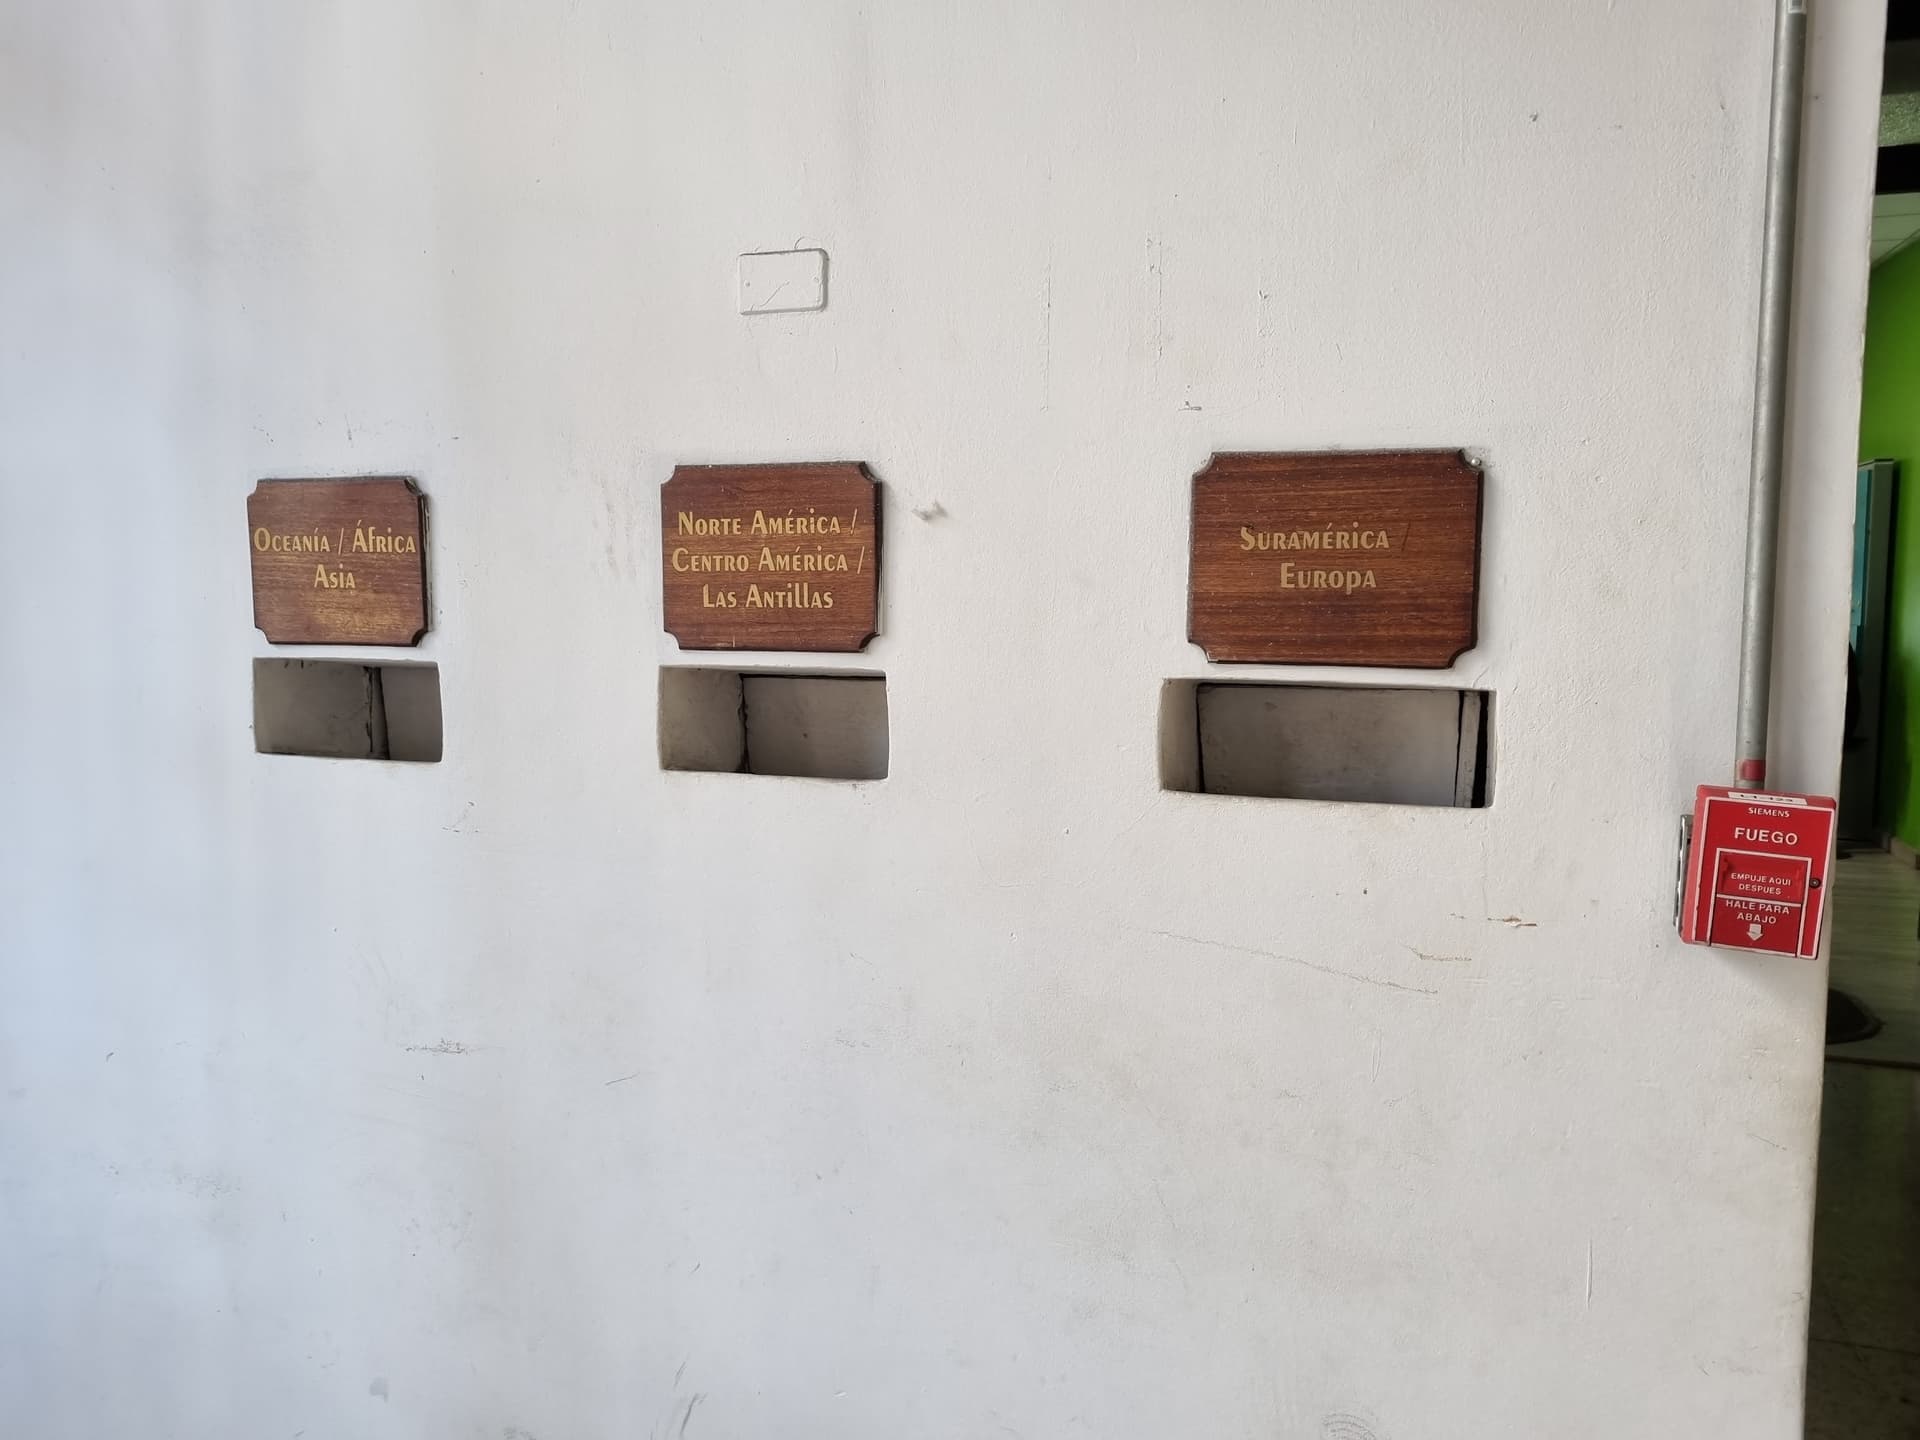 Oceanía / África
Asia
Norte América /
Centro América /
Las Antillas
Suramérica /
Europa
SIEMENS
FUEGO
EMPUJE AQUI
DESPUES
HALE PARA
ABAJO